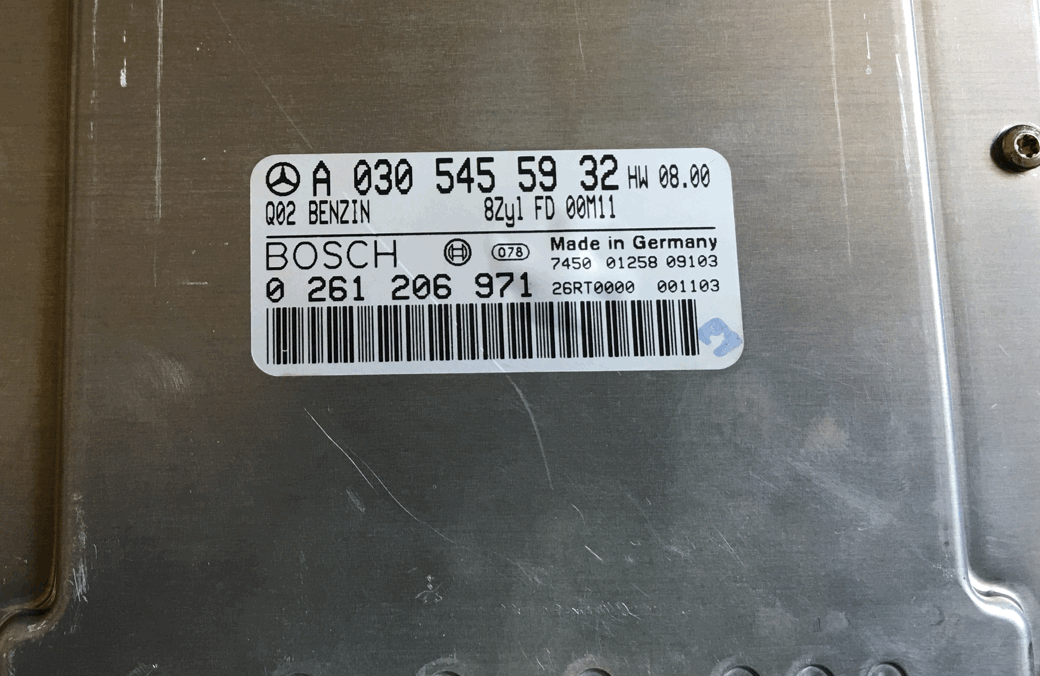 A 030 545 59 32 HW 08.00
Q02 BENZIN 8Zyl FD 00M11
BOSCH 078 Made in Germany
7450 01258 09103
0 261 206 971 26RT0000 001103